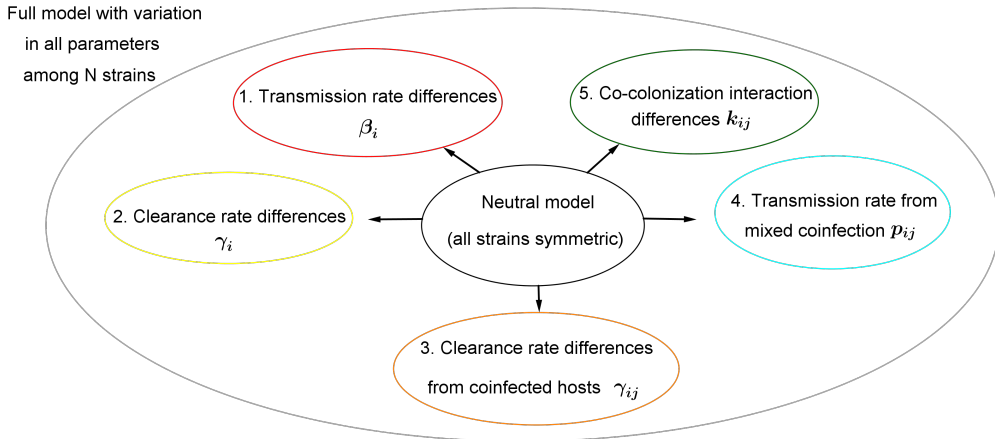 Full model with variation
in all parameters
among N strains
1. Transmission rate differences
βᵢ
5. Co-colonization interaction
differences kᵢⱼ
2. Clearance rate differences
γᵢ
Neutral model
(all strains symmetric)
4. Transmission rate from
mixed coinfection pᵢⱼ
3. Clearance rate differences
from coinfected hosts γᵢⱼ